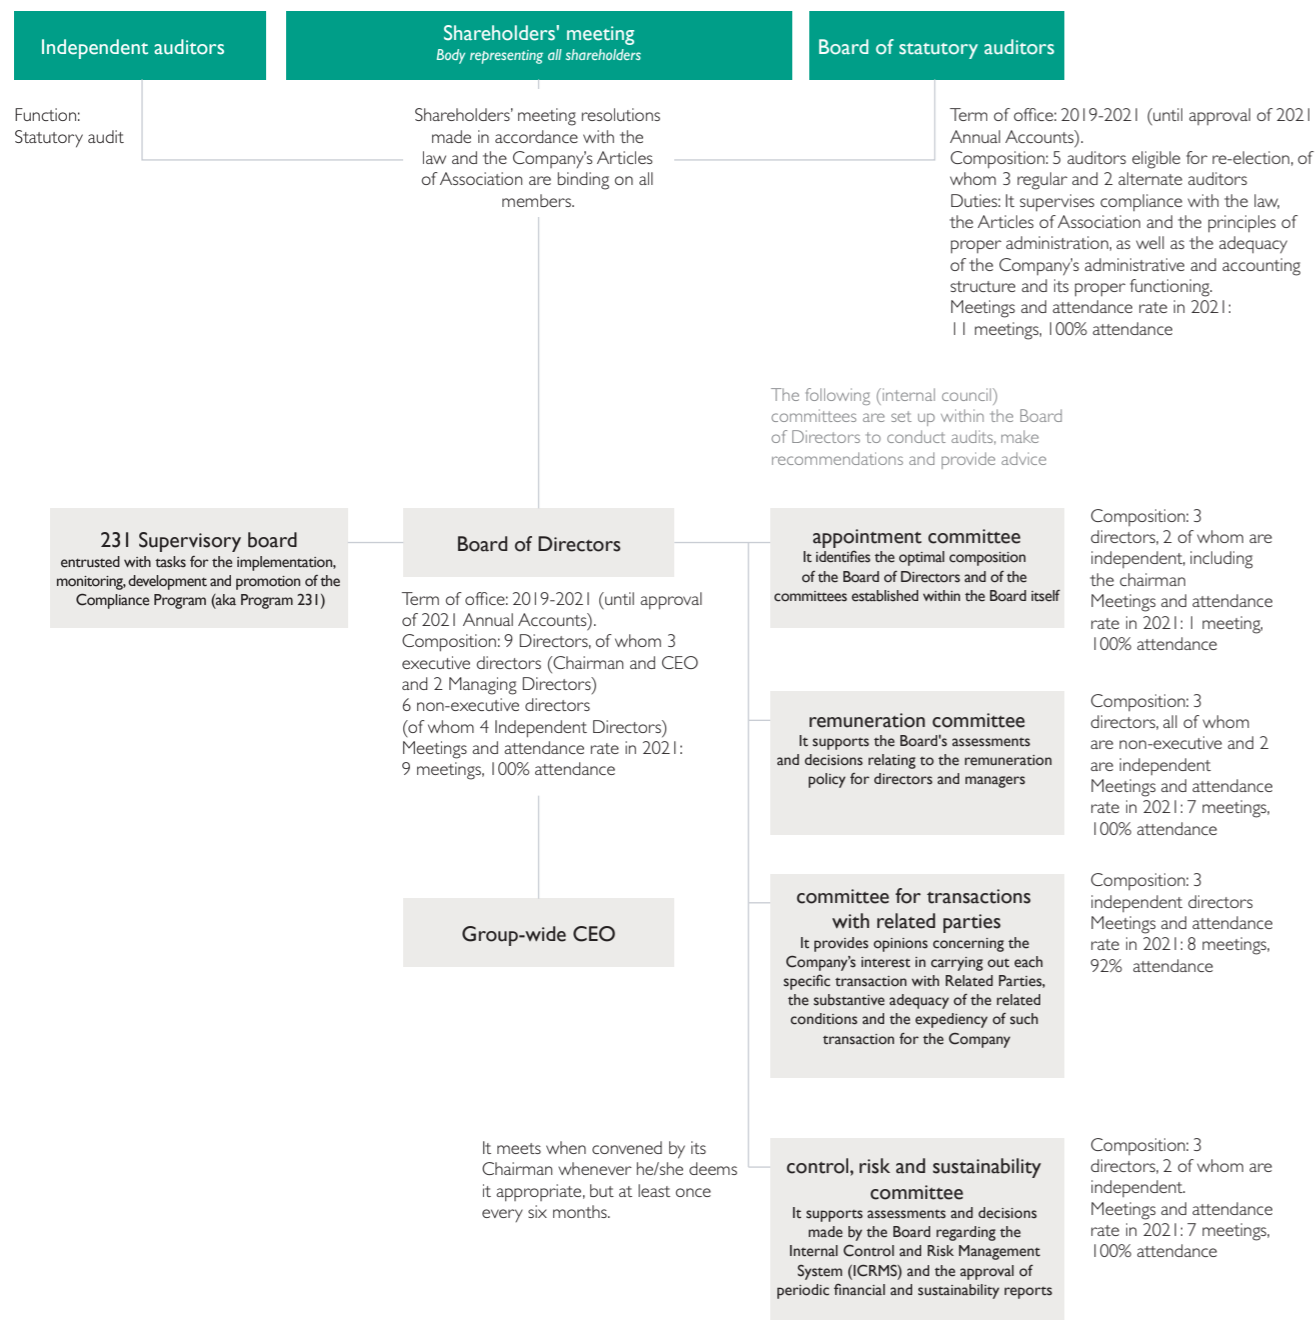 Independent auditors
Shareholders' meeting
Body representing all shareholders
Board of statutory auditors
Function:
Statutory audit
Shareholders' meeting resolutions
made in accordance with the
law and the Company's Articles
of Association are binding on all
members.
Term of office: 2019-2021 (until approval of 2021
Annual Accounts).
Composition: 5 auditors eligible for re-election, of
whom 3 regular and 2 alternate auditors
Duties: It supervises compliance with the law,
the Articles of Association and the principles of
proper administration, as well as the adequacy
of the Company's administrative and accounting
structure and its proper functioning.
Meetings and attendance rate in 2021:
11 meetings, 100% attendance
The following (internal council)
committees are set up within the Board
of Directors to conduct audits, make
recommendations and provide advice
231 Supervisory board
entrusted with tasks for the implementation,
monitoring, development and promotion of the
Compliance Program (aka Program 231)
Board of Directors
Term of office: 2019-2021 (until approval
of 2021 Annual Accounts).
Composition: 9 Directors, of whom 3
executive directors (Chairman and CEO
and 2 Managing Directors)
6 non-executive directors
(of whom 4 Independent Directors)
Meetings and attendance rate in 2021:
9 meetings, 100% attendance
appointment committee
It identifies the optimal composition
of the Board of Directors and of the
committees established within the Board itself
Composition: 3
directors, 2 of whom are
independent, including
the chairman
Meetings and attendance
rate in 2021: 1 meeting,
100% attendance
remuneration committee
It supports the Board's assessments
and decisions relating to the remuneration
policy for directors and managers
Composition: 3
directors, all of whom
are non-executive and 2
are independent
Meetings and attendance
rate in 2021: 7 meetings,
100% attendance
Group-wide CEO
committee for transactions
with related parties
It provides opinions concerning the
Company's interest in carrying out each
specific transaction with Related Parties,
the substantive adequacy of the related
conditions and the expediency of such
transaction for the Company
Composition: 3
independent directors
Meetings and attendance
rate in 2021: 8 meetings,
92% attendance
It meets when convened by its
Chairman whenever he/she deems
it appropriate, but at least once
every six months.
control, risk and sustainability
committee
It supports assessments and decisions
made by the Board regarding the
Internal Control and Risk Management
System (ICRMS) and the approval of
periodic financial and sustainability reports
Composition: 3
directors, 2 of whom are
independent.
Meetings and attendance
rate in 2021: 7 meetings,
100% attendance